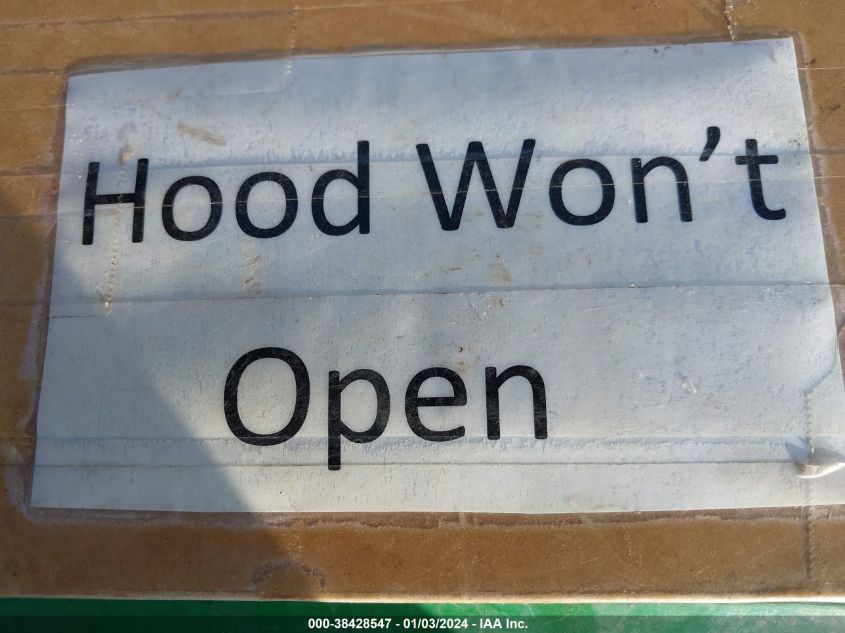 Hood Won’t
Open
000-38428547 - 01/03/2024 - IAA Inc.